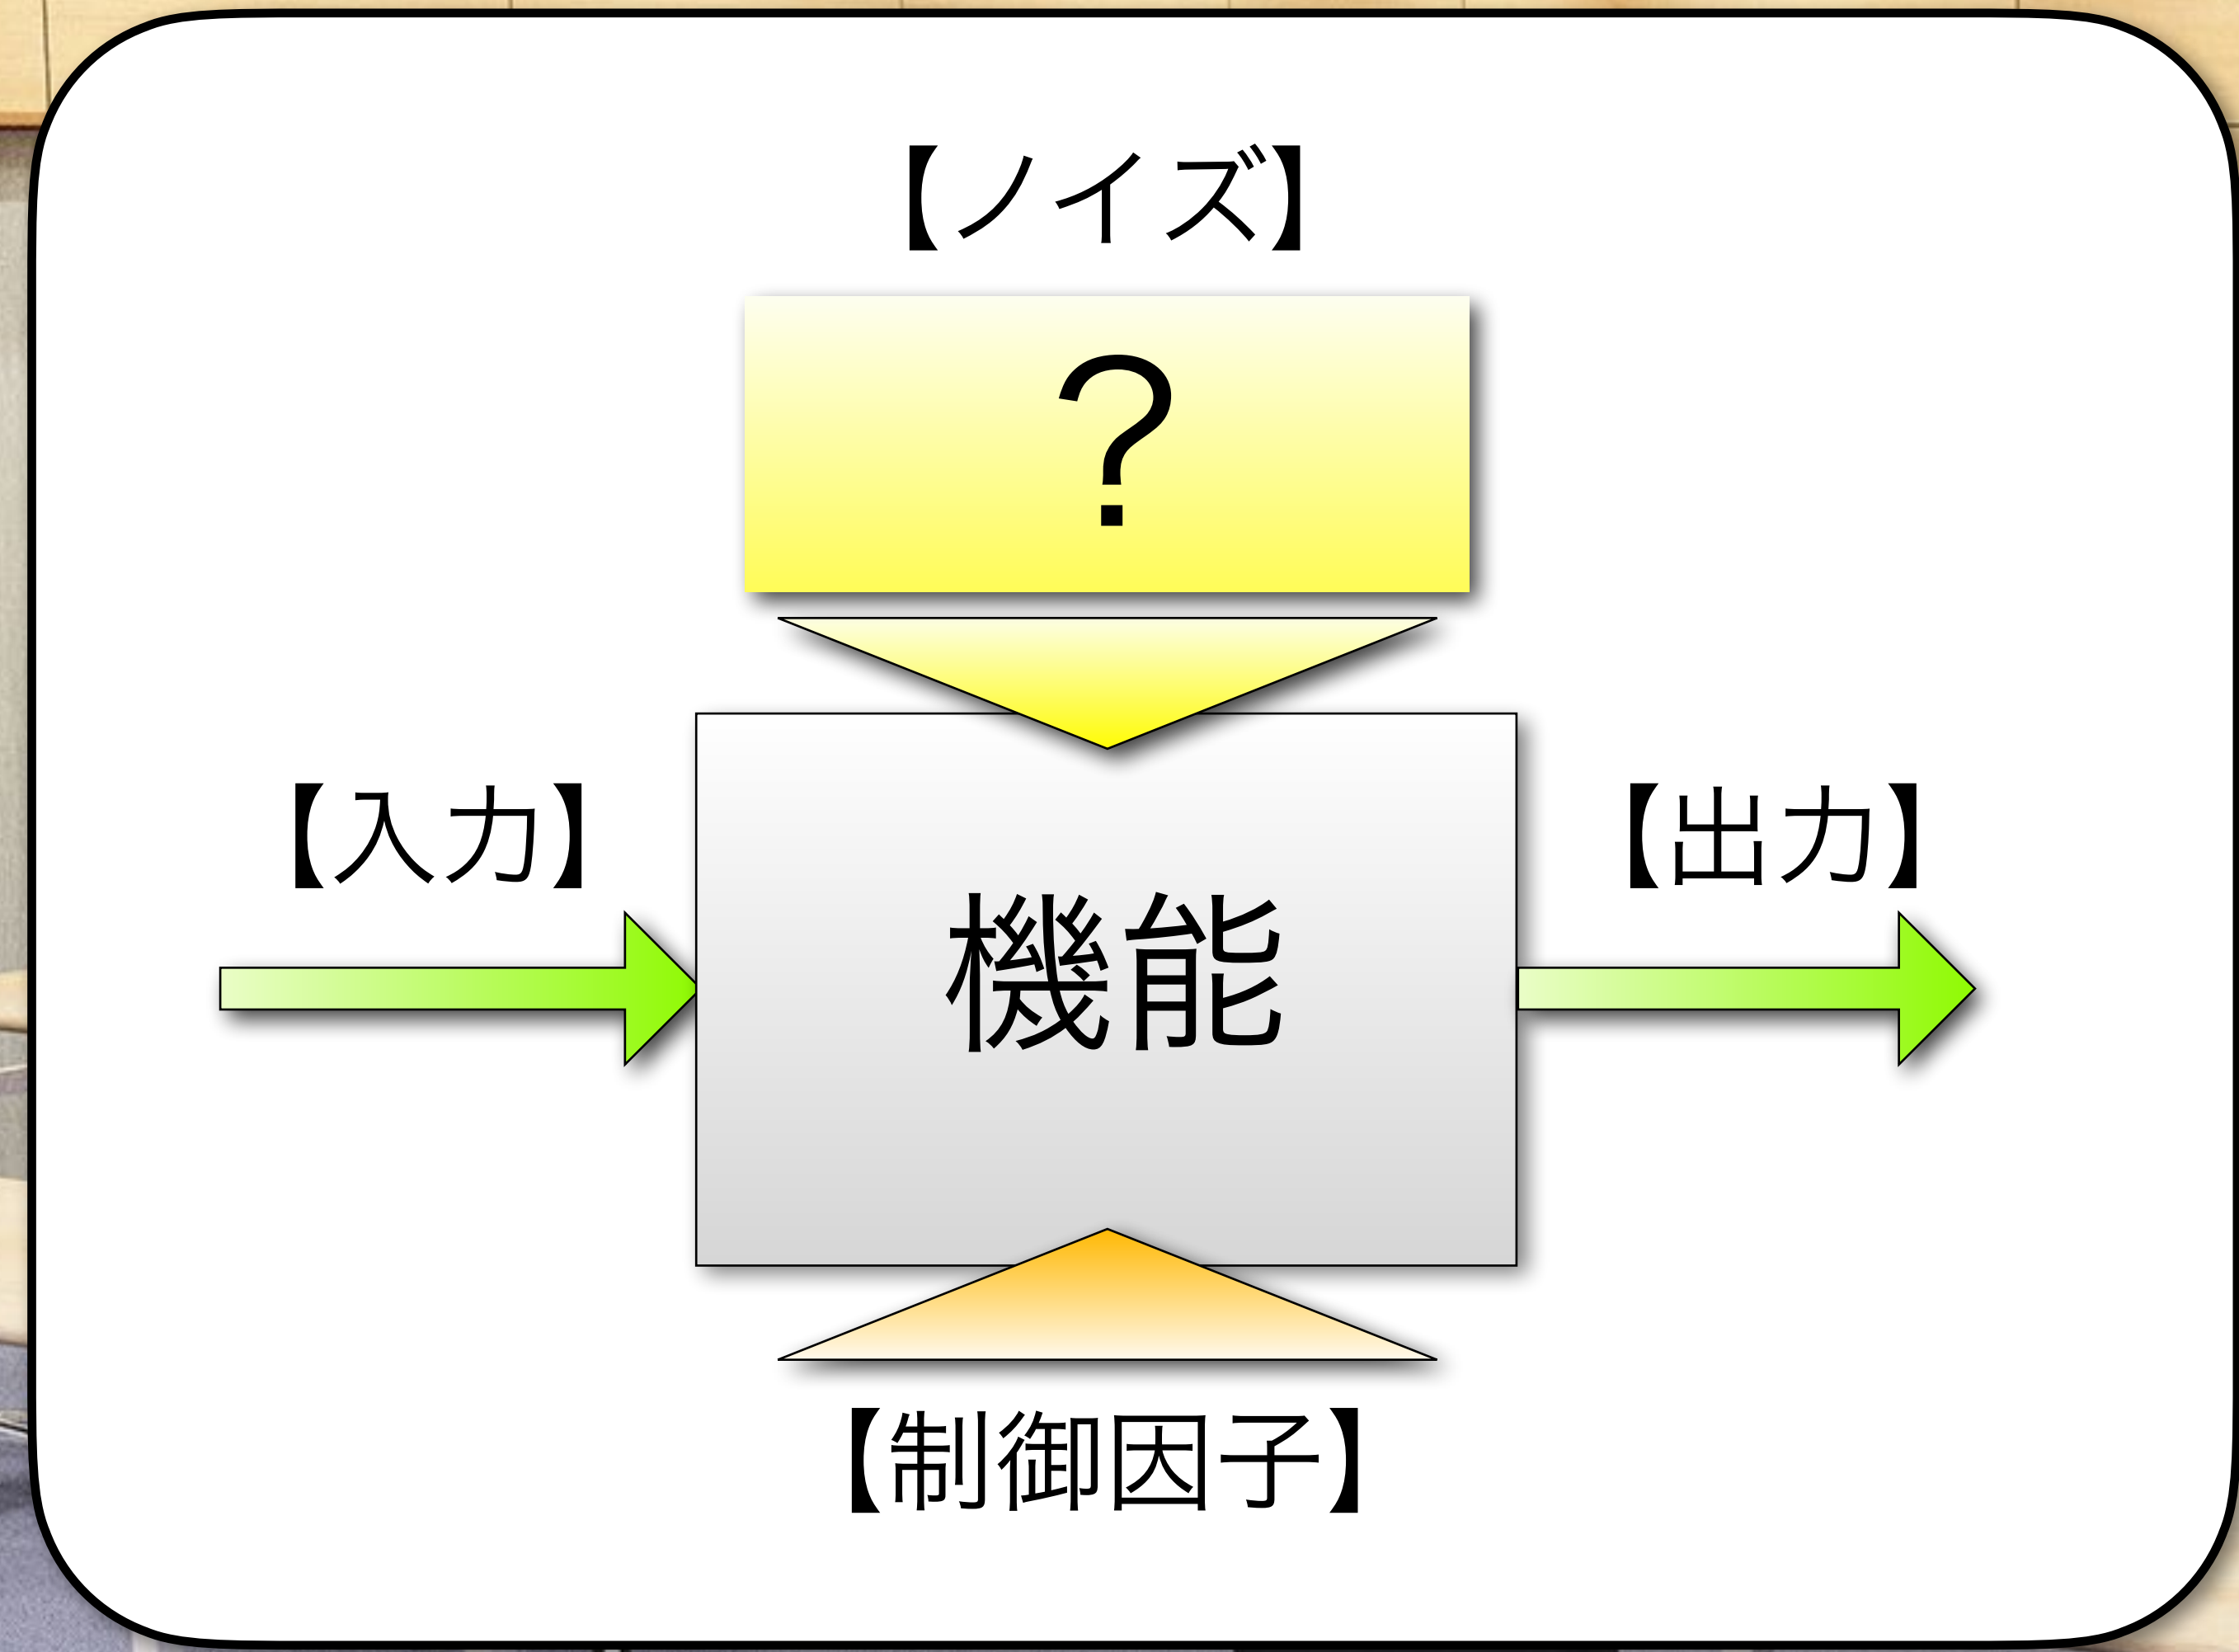 【ノイズ】
？
【入力】
機能
【出力】
【制御因子】